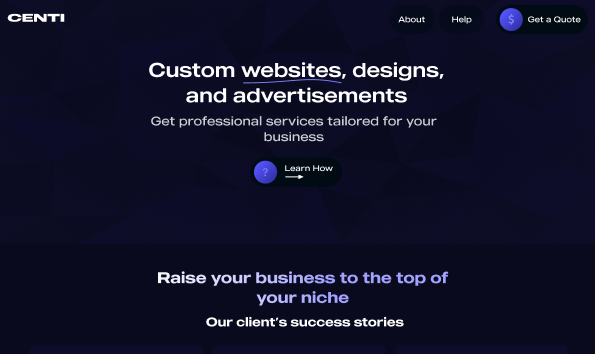 CENTI
About
Help
$
Get a Quote
Custom websites, designs,
and advertisements
Get professional services tailored for your
business
?
Learn How
Raise your business to the top of
your niche
Our client's success stories